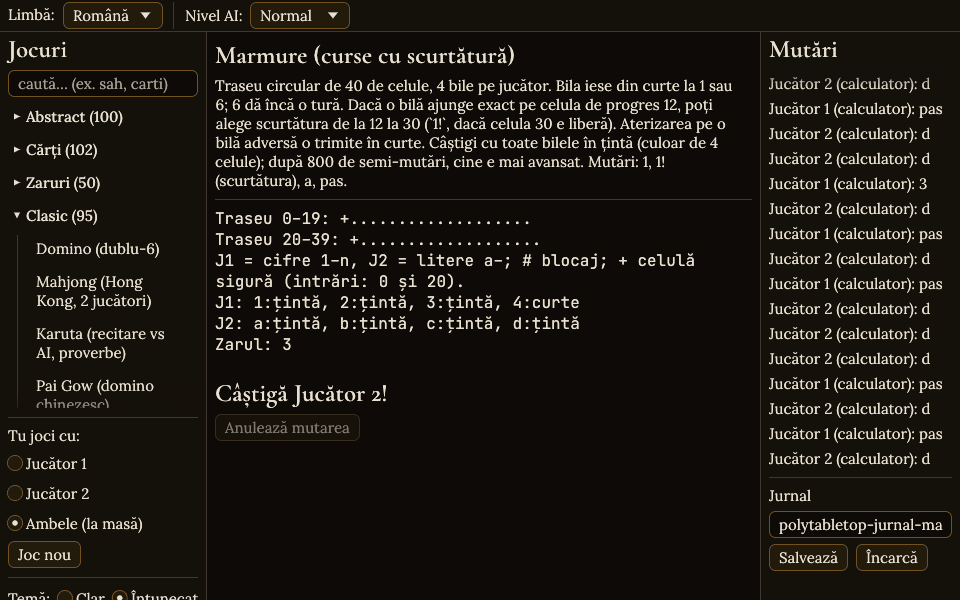 Limbă: Română ▼ Nivel AI: Normal ▼
Jocuri
caută... (ex. sah, carti)
▸ Abstract (100)
▸ Cărți (102)
▸ Zaruri (50)
▾ Clasic (95)
Domino (dublu-6)
Mahjong (Hong
Kong, 2 jucători)
Karuta (recitare vs
AI, proverbe)
Pai Gow (domino
chinezesc)
Tu joci cu:
Jucător 1
Jucător 2
Ambele (la masă)
Joc nou
Temă: Clar Întunecat
Marmure (curse cu scurtătură)
Traseu circular de 40 de celule, 4 bile pe jucător. Bila iese din curte la 1 sau
6; 6 dă încă o tură. Dacă o bilă ajunge exact pe celula de progres 12, poți
alege scurtătura de la 12 la 30 (`1!`, dacă celula 30 e liberă). Aterizarea pe o
bilă adversă o trimite în curte. Câștigi cu toate bilele în țintă (culoar de 4
celule); după 800 de semi-mutări, cine e mai avansat. Mutări: 1, 1!
(scurtătura), a, pas.
Traseu 0-19: +...................
Traseu 20-39: +...................
J1 = cifre 1-n, J2 = litere a-; # blocaj; + celulă
sigură (intrări: 0 și 20).
J1: 1:țintă, 2:țintă, 3:țintă, 4:curte
J2: a:țintă, b:țintă, c:țintă, d:țintă
Zarul: 3
Câștigă Jucător 2!
Anulează mutarea
Mutări
Jucător 2 (calculator): d
Jucător 1 (calculator): pas
Jucător 2 (calculator): d
Jucător 2 (calculator): d
Jucător 1 (calculator): 3
Jucător 2 (calculator): d
Jucător 1 (calculator): pas
Jucător 2 (calculator): d
Jucător 1 (calculator): pas
Jucător 2 (calculator): d
Jucător 2 (calculator): d
Jucător 2 (calculator): d
Jucător 1 (calculator): pas
Jucător 2 (calculator): d
Jucător 1 (calculator): pas
Jucător 2 (calculator): d
Jurnal
polytabletop-jurnal-ma
Salvează Încarcă